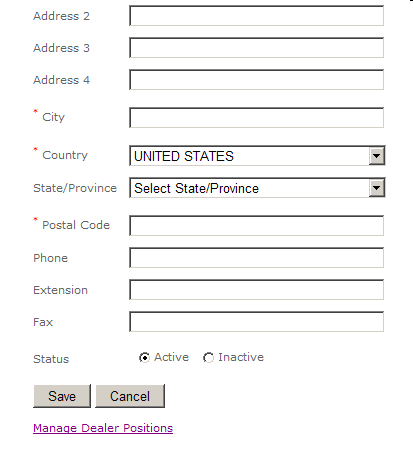 Address 2
Address 3
Address 4
* City
* Country UNITED STATES
State/Province Select State/Province
* Postal Code
Phone
Extension
Fax
Status Active Inactive
Save Cancel
Manage Dealer Positions